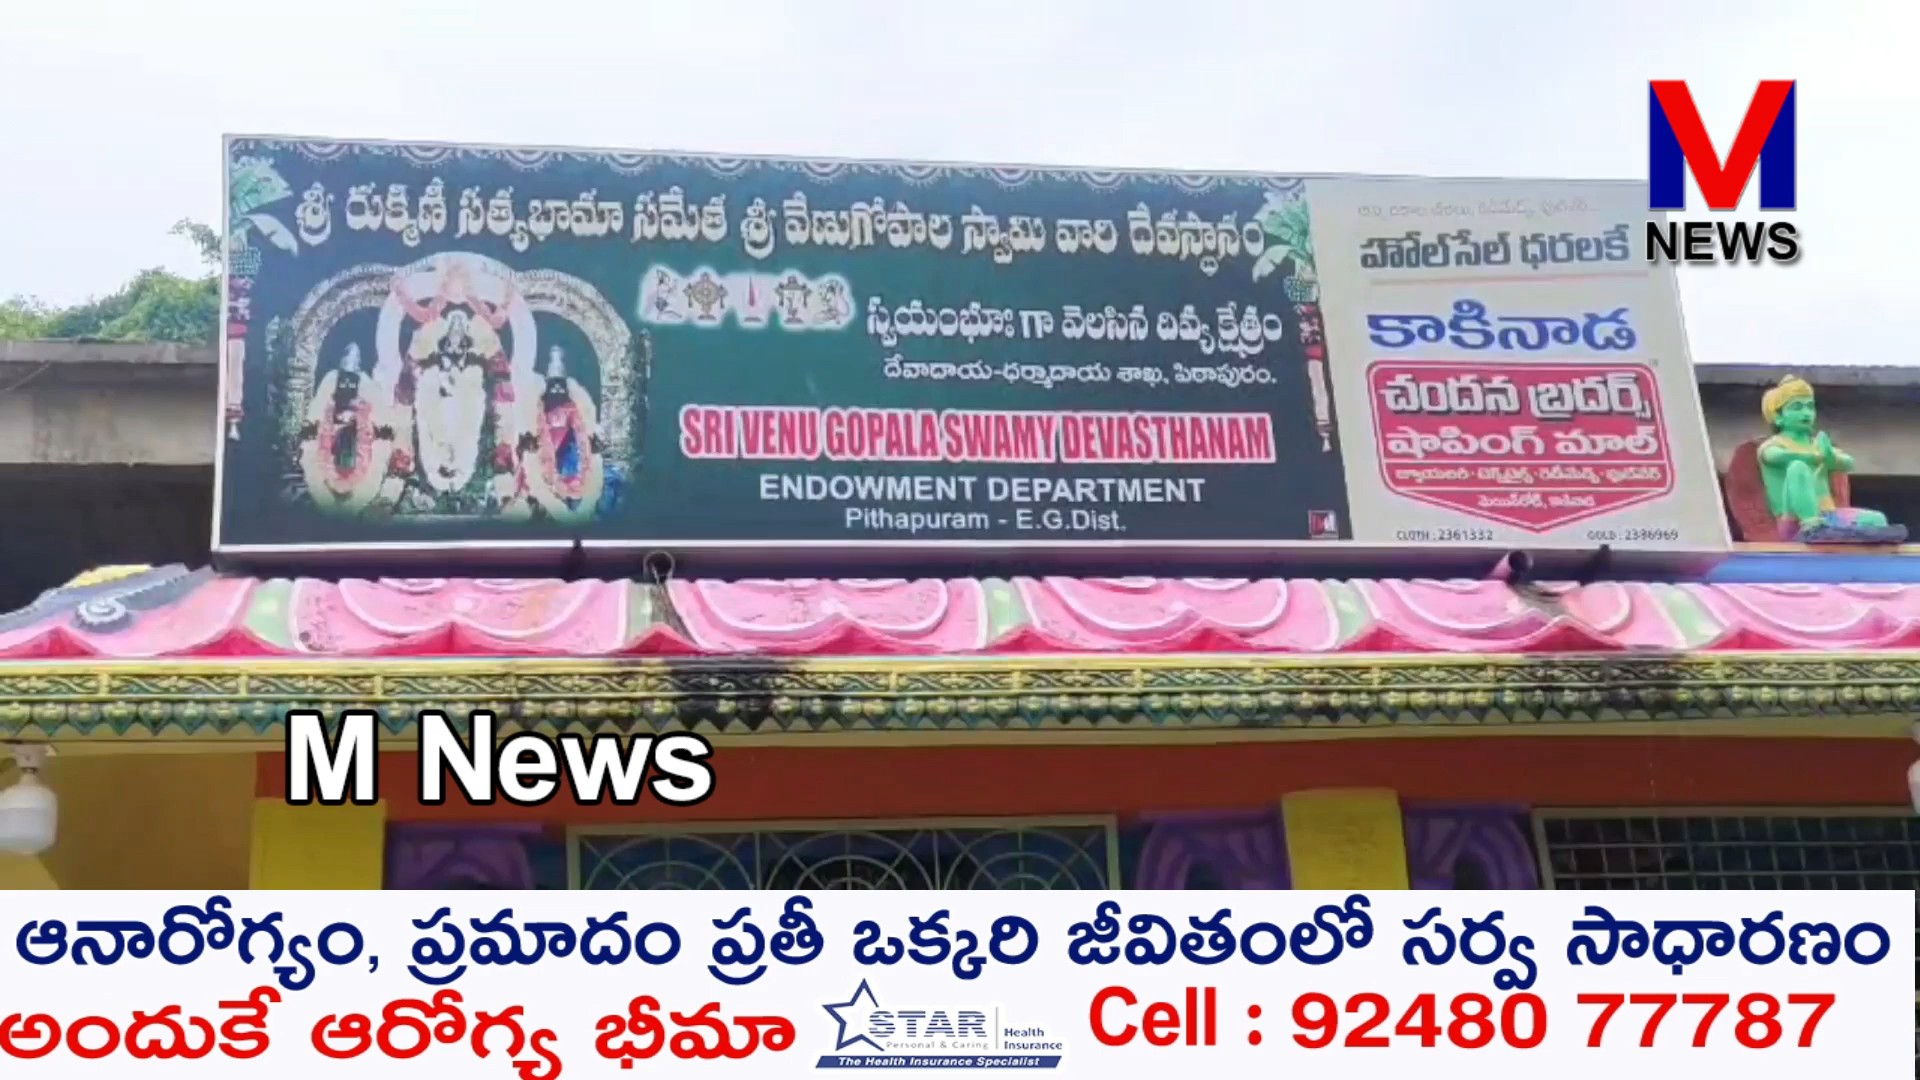 శ్రీ రుక్మిణీ సత్యభామా సమేత శ్రీ వేణుగోపాల స్వామి వారి దేవస్థానం
స్వయంభూః గా వెలసిన దివ్య క్షేత్రం
దేవాదాయ-ధర్మాదాయ శాఖ, పిఠాపురం.
SRI VENU GOPALA SWAMY DEVASTHANAM
ENDOWMENT DEPARTMENT
Pithapuram - E.G.Dist.
హోల్‌సేల్ ధరలకే
కాకినాడ
చందన బ్రదర్స్
షాపింగ్ మాల్
CLOTH : 2361332
GOLD : 2386969
M
NEWS
M News
ఆనారోగ్యం, ప్రమాదం ప్రతీ ఒక్కరి జీవితంలో సర్వ సాధారణం
అందుకే ఆరోగ్య భీమా
STAR Health Insurance
Personal & Caring
The Health Insurance Specialist
Cell : 92480 77787